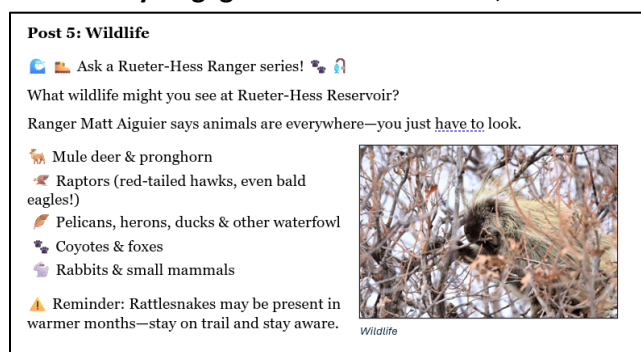 Post 5: Wildlife
🌊 🥾 Ask a Rueter-Hess Ranger series! 🐾 🎣
What wildlife might you see at Rueter-Hess Reservoir?
Ranger Matt Aiguier says animals are everywhere—you just have to look.
🦌 Mule deer & pronghorn
🦅 Raptors (red-tailed hawks, even bald
eagles!)
🪶 Pelicans, herons, ducks & other waterfowl
🐾 Coyotes & foxes
🐇 Rabbits & small mammals
⚠️ Reminder: Rattlesnakes may be present in
warmer months—stay on trail and stay aware.
Wildlife